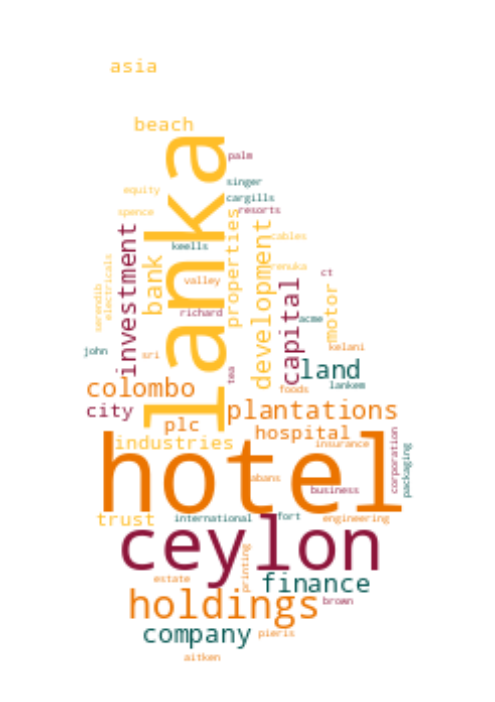 asia
beach
lanka
palm
singer
equity
cargills
spence
resorts
properties
investment
development
cables
keells
bank
renuka
ct
valley
electricals
serendib
capital
motor
richard
acme
john
sri
kelani
tea
land
lankem
colombo
foods
city
plantations
plc
hospital
industries
insurance
corporation
packaging
hotel
abans
business
trust
international
fort
engineering
ceylon
printing
estate
finance
holdings
brown
company
pieris
aitken